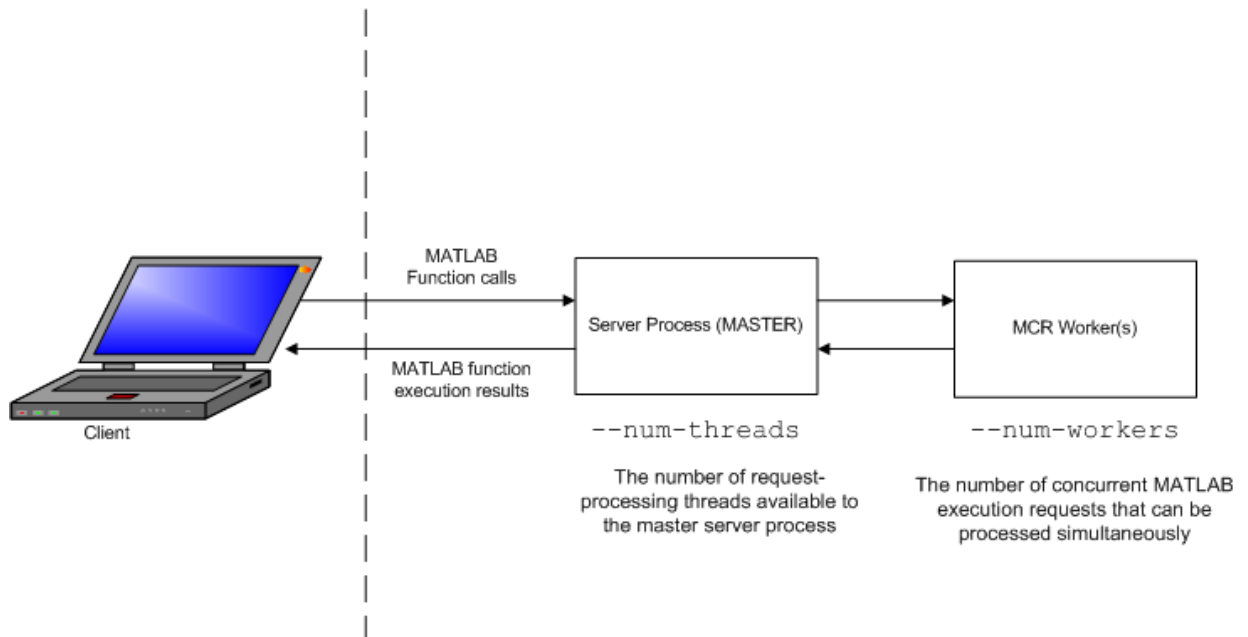 MATLAB
Function calls
Server Process (MASTER)
MCR Worker(s)
MATLAB function
execution results
Client
--num-threads
--num-workers
The number of request-
processing threads available to
the master server process
The number of concurrent MATLAB
execution requests that can be
processed simultaneously